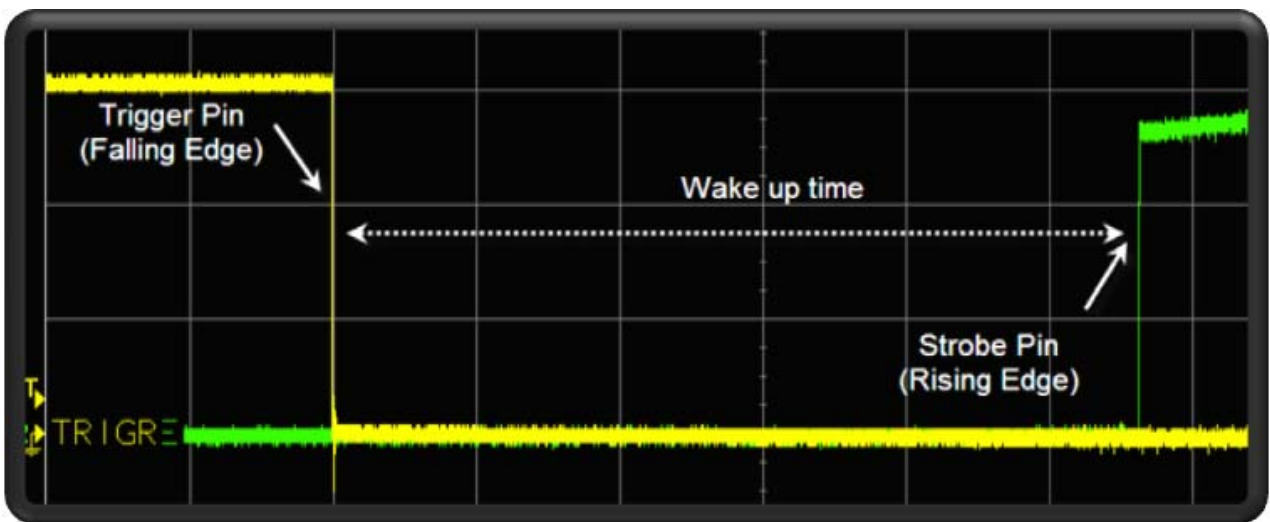 Trigger Pin
(Falling Edge)
Wake up time
Strobe Pin
(Rising Edge)
T
TRIGRE